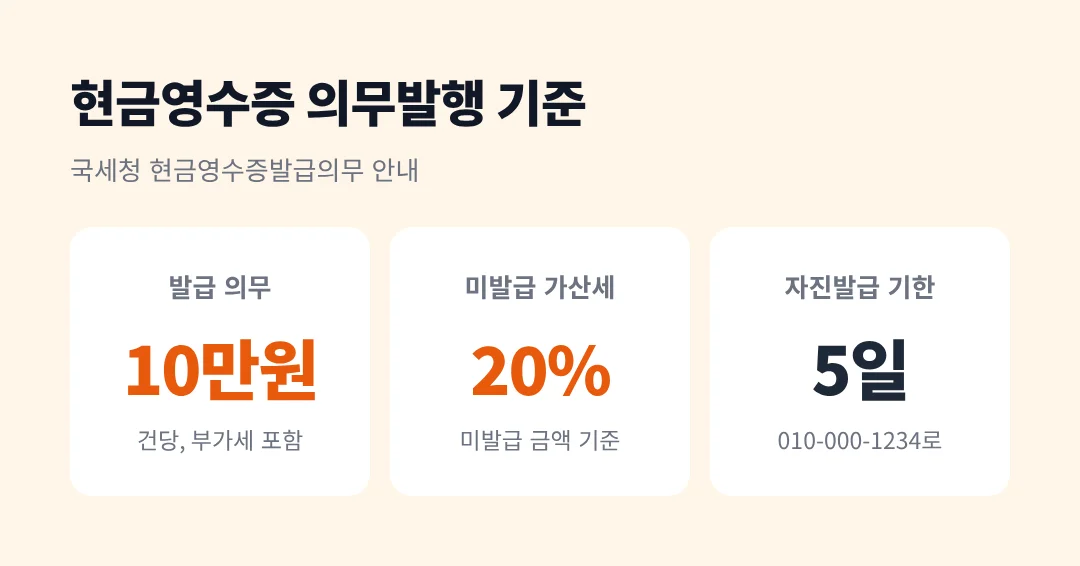 현금영수증 의무발행 기준
국세청 현금영수증발급의무 안내
발급 의무
10만원
건당, 부가세 포함
미발급 가산세
20%
미발급 금액 기준
자진발급 기한
5일
010-000-1234로